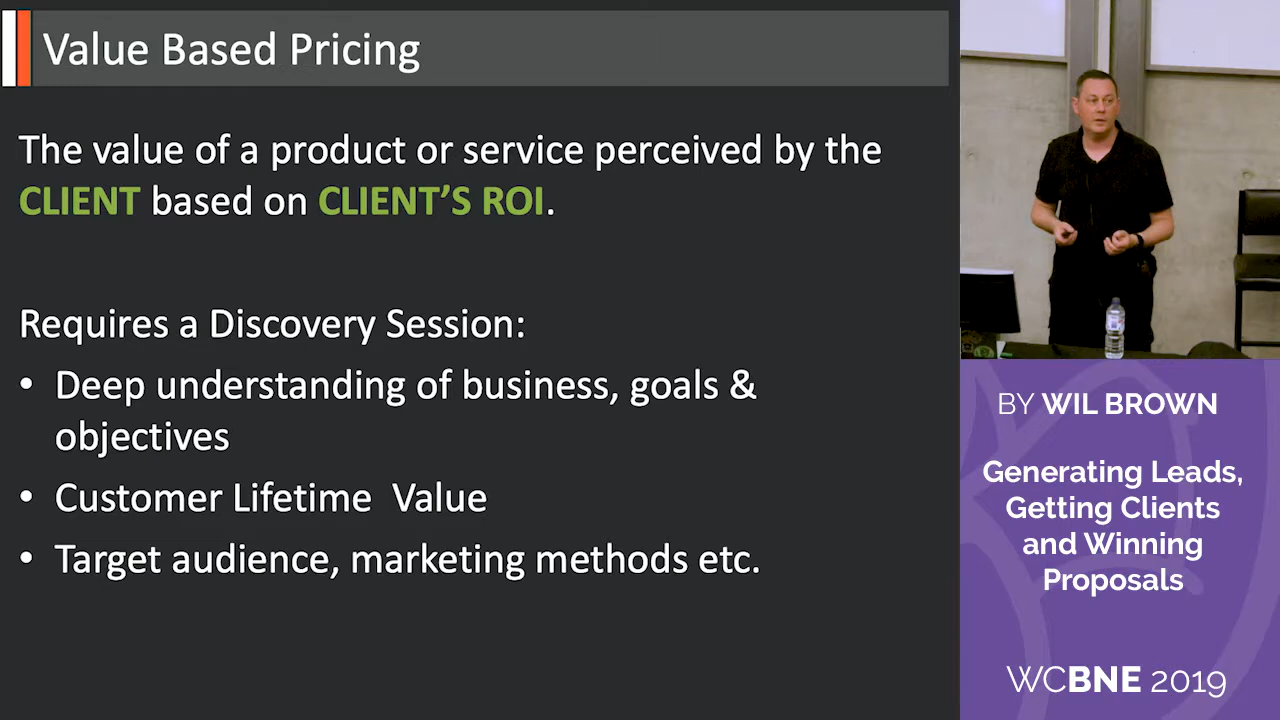 Value Based Pricing
The value of a product or service perceived by the
CLIENT based on CLIENT’S ROI.
Requires a Discovery Session:
• Deep understanding of business, goals &
objectives
• Customer Lifetime  Value
• Target audience, marketing methods etc.
BY WIL BROWN
Generating Leads,
Getting Clients
and Winning
Proposals
WCBNE 2019